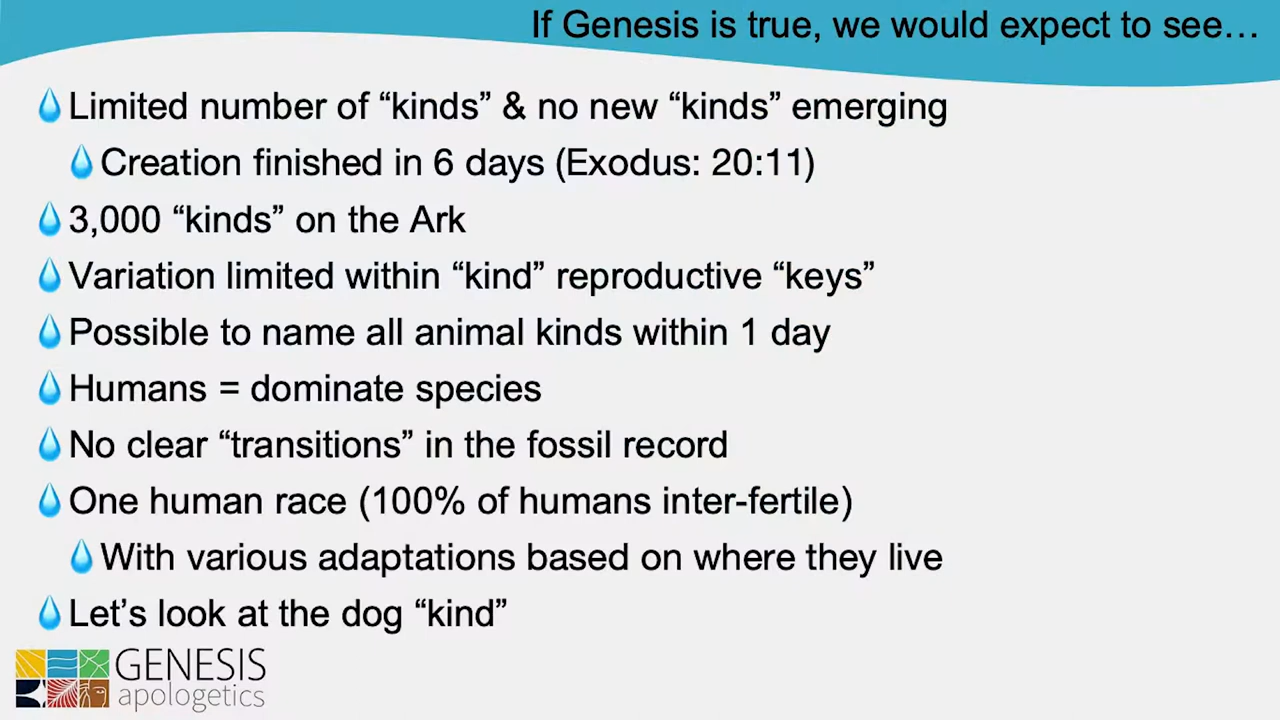 If Genesis is true, we would expect to see…
Limited number of “kinds” & no new “kinds” emerging
Creation finished in 6 days (Exodus: 20:11)
3,000 “kinds” on the Ark
Variation limited within “kind” reproductive “keys”
Possible to name all animal kinds within 1 day
Humans = dominate species
No clear “transitions” in the fossil record
One human race (100% of humans inter-fertile)
With various adaptations based on where they live
Let’s look at the dog “kind”
GENESIS
apologetics